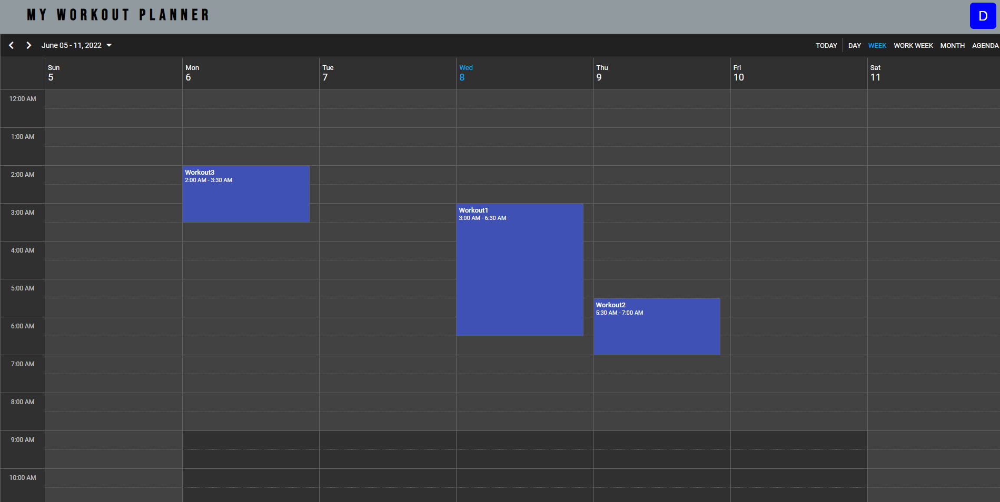 MY WORKOUT PLANNER
D
June 05 - 11, 2022
TODAY DAY WEEK WORK WEEK MONTH AGENDA
Sun Mon Tue Wed Thu Fri Sat
5 6 7 8 9 10 11
12:00 AM
1:00 AM
2:00 AM
Workout3
2:00 AM - 3:30 AM
3:00 AM
Workout1
3:00 AM - 6:30 AM
4:00 AM
5:00 AM
Workout2
5:30 AM - 7:00 AM
6:00 AM
7:00 AM
8:00 AM
9:00 AM
10:00 AM